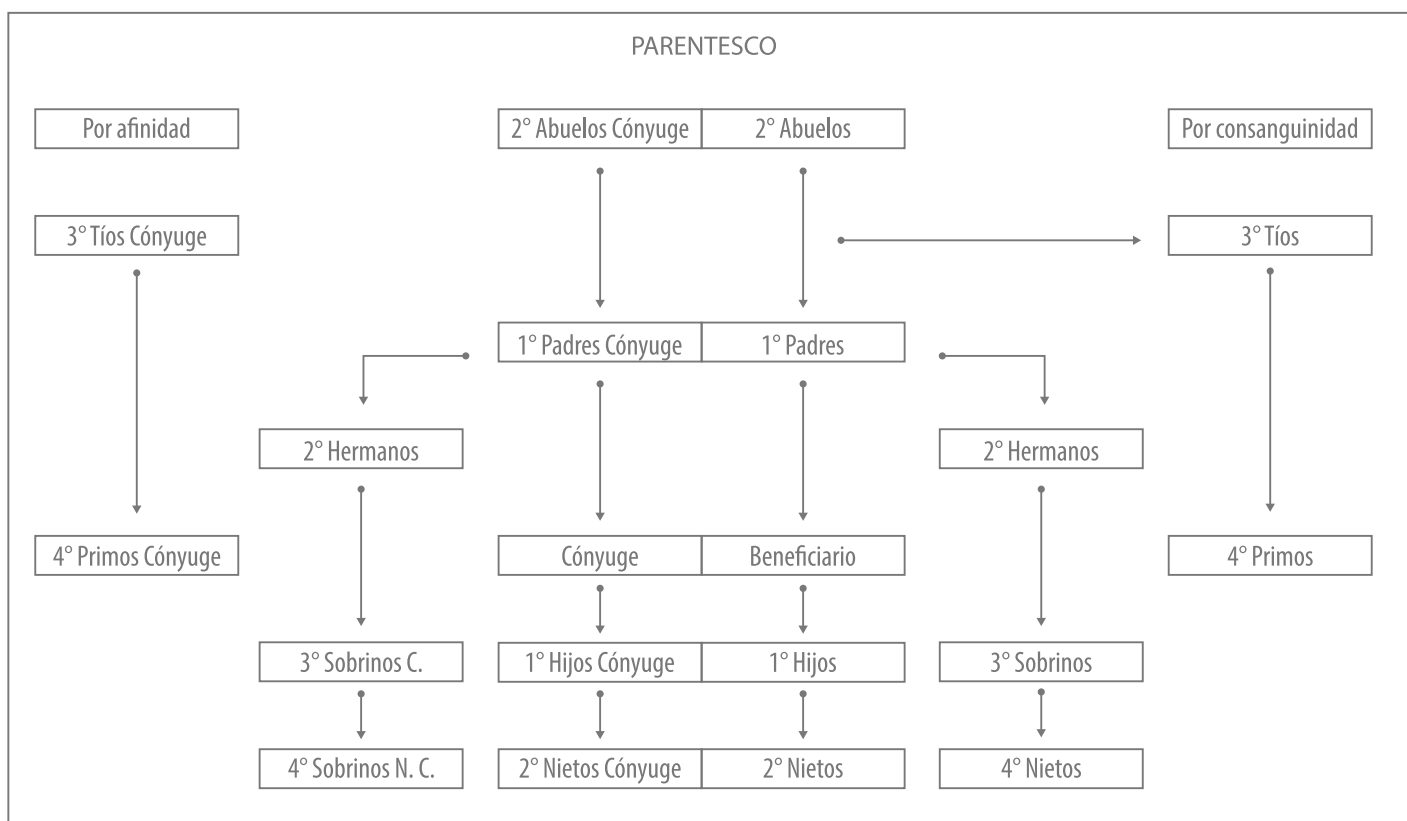 PARENTESCO
Por afinidad
2° Abuelos Cónyuge
2° Abuelos
Por consanguinidad
3° Tíos Cónyuge
3° Tíos
1° Padres Cónyuge
1° Padres
2° Hermanos
2° Hermanos
4° Primos Cónyuge
Cónyuge
Beneficiario
4° Primos
3° Sobrinos C.
1° Hijos Cónyuge
1° Hijos
3° Sobrinos
4° Sobrinos N. C.
2° Nietos Cónyuge
2° Nietos
4° Nietos